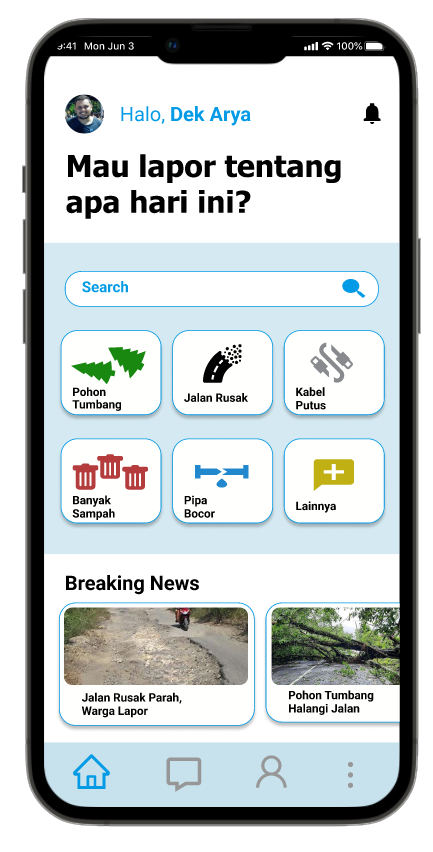 9:41 Mon Jun 3
100%
Halo, Dek Arya
Mau lapor tentang
apa hari ini?
Search
Pohon
Tumbang
Jalan Rusak
Kabel
Putus
Banyak
Sampah
Pipa
Bocor
Lainnya
Breaking News
Jalan Rusak Parah,
Warga Lapor
Pohon Tumbang
Halangi Jalan